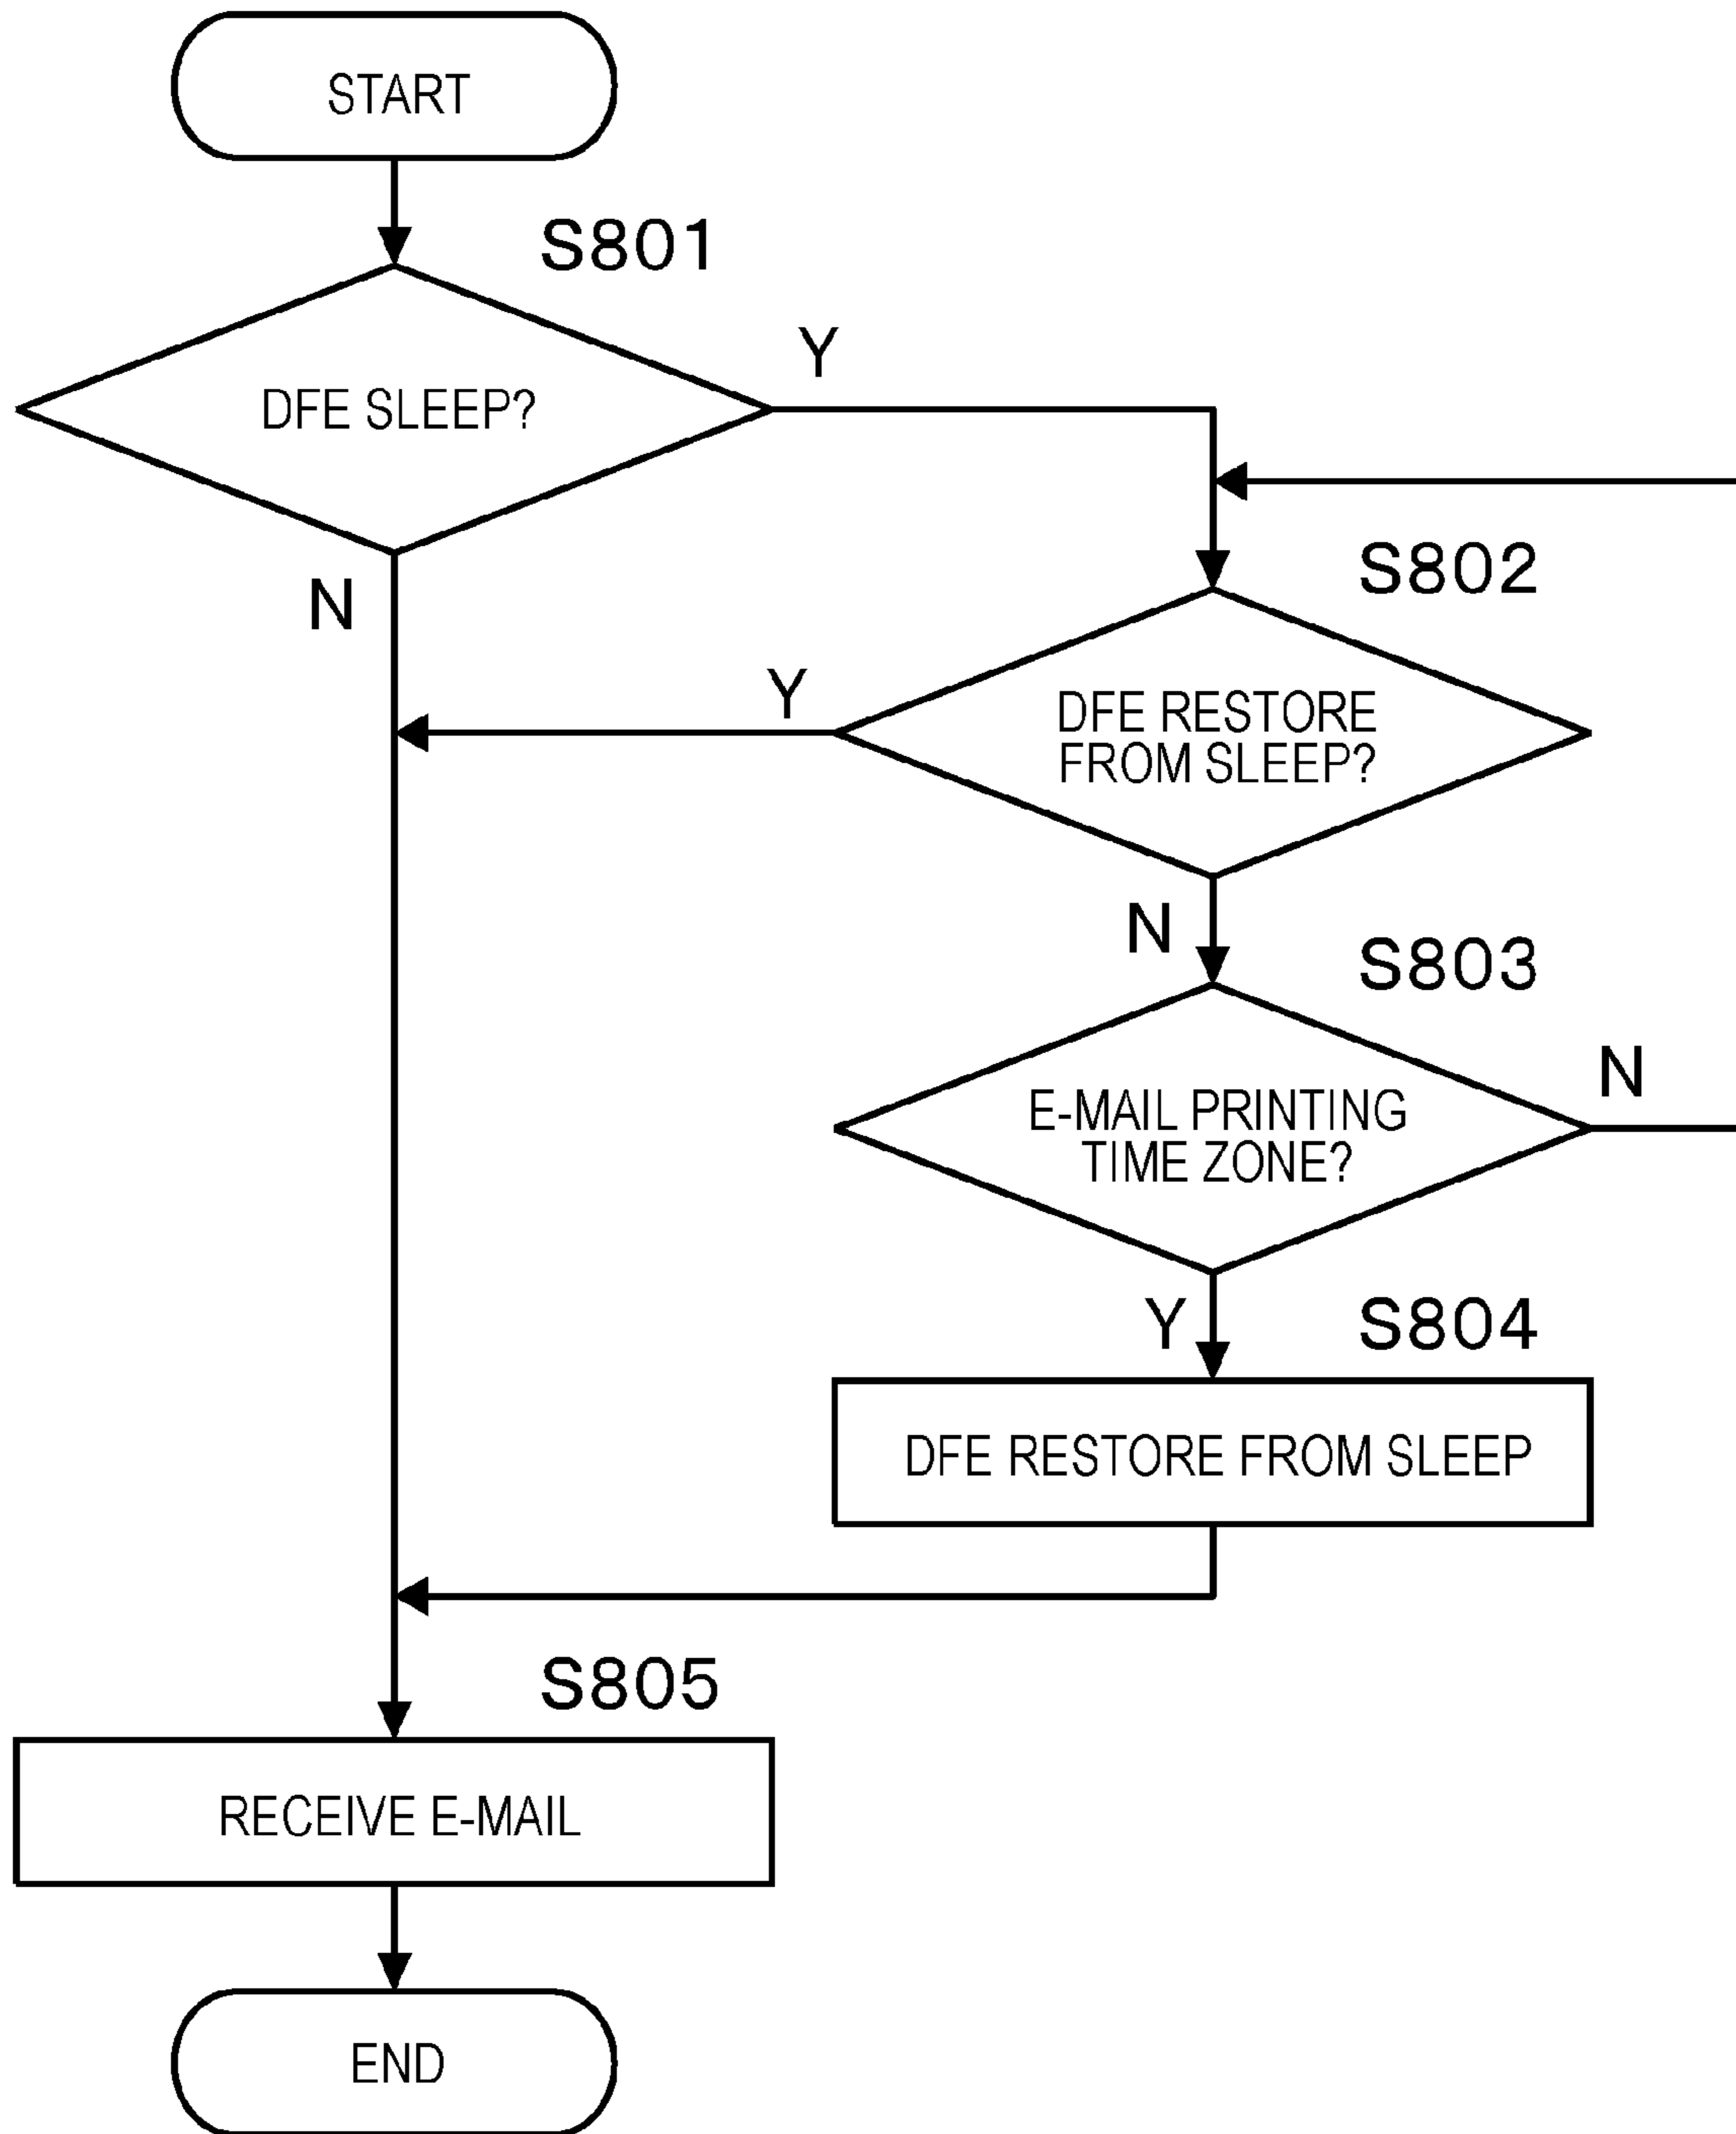 START
S801
Y
DFE SLEEP?
N
S802
Y
DFE RESTORE
FROM SLEEP?
N
S803
N
E-MAIL PRINTING
TIME ZONE?
Y
S804
DFE RESTORE FROM SLEEP
S805
RECEIVE E-MAIL
END